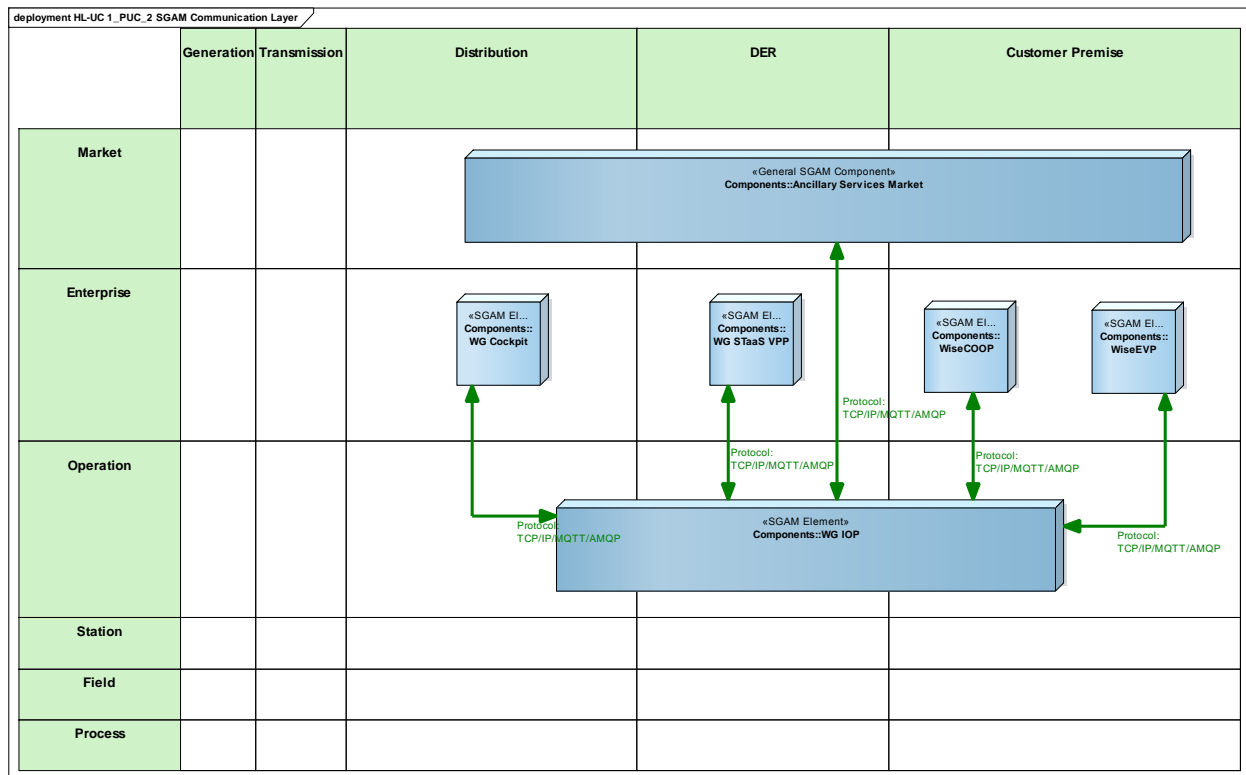 deployment HL-UC 1_PUC_2 SGAM Communication Layer
Generation
Transmission
Distribution
DER
Customer Premise
Market
«General SGAM Component»
Components::Ancillary Services Market
Enterprise
«SGAM El...
Components::
WG Cockpit
«SGAM El...
Components::
WG STaaS VPP
«SGAM El...
Components::
WiseCOOP
«SGAM El...
Components::
WiseEVP
Protocol:
TCP/IP/MQTT/AMQP
Operation
Protocol:
TCP/IP/MQTT/AMQP
Protocol:
TCP/IP/MQTT/AMQP
Protocol:
TCP/IP/MQTT/AMQP
«SGAM Element»
Components::WG IOP
Protocol:
TCP/IP/MQTT/AMQP
Station
Field
Process